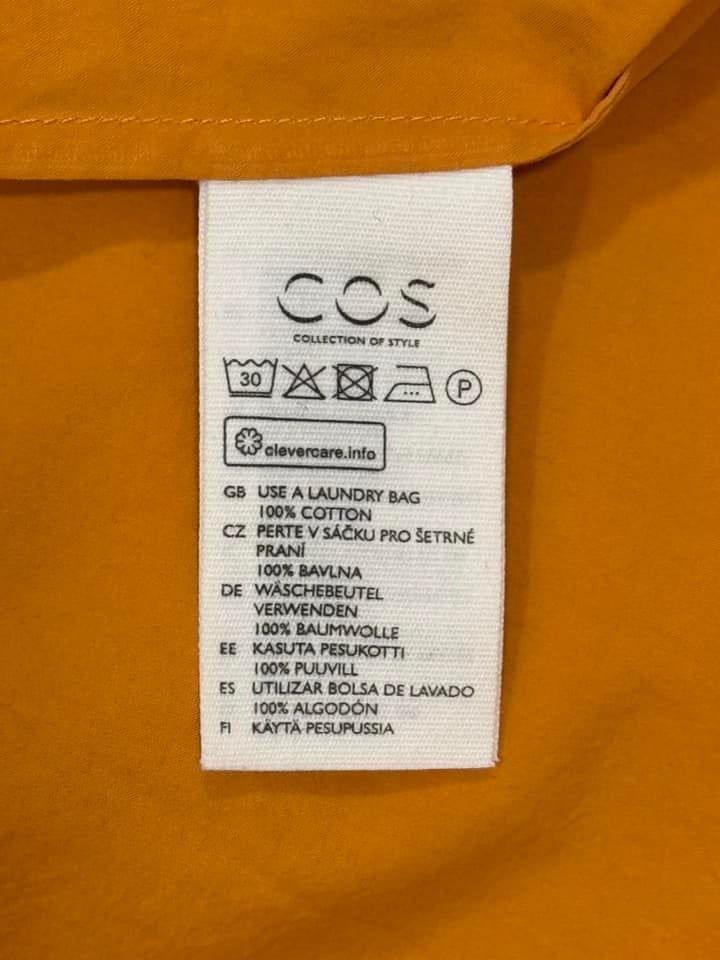 COS
COLLECTION OF STYLE
30 P
clevercare.info
GB USE A LAUNDRY BAG
100% COTTON
CZ PERTE V SÁČKU PRO ŠETRNÉ
PRANÍ
100% BAVLNA
DE WÄSCHEBEUTEL
VERWENDEN
100% BAUMWOLLE
EE KASUTA PESUKOTTI
100% PUUVILL
ES UTILIZAR BOLSA DE LAVADO
100% ALGODÓN
FI KÄYTÄ PESUPUSSIA